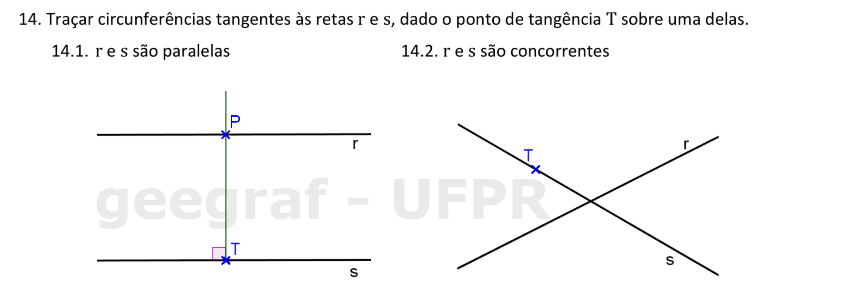 14. Traçar circunferências tangentes às retas r e s, dado o ponto de tangência T sobre uma delas.
14.1. r e s são paralelas
14.2. r e s são concorrentes
P
r
T
s
T
r
s
geegraf - UFPR